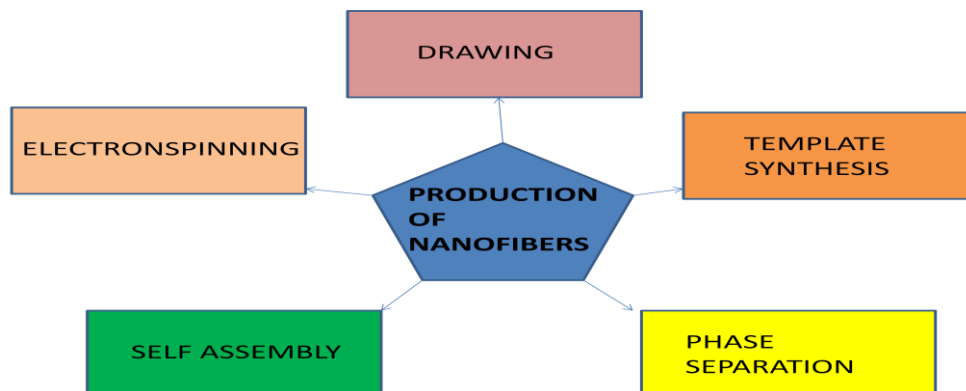 DRAWING
ELECTRONSPINNING
TEMPLATE
SYNTHESIS
PRODUCTION
OF
NANOFIBERS
SELF ASSEMBLY
PHASE
SEPARATION